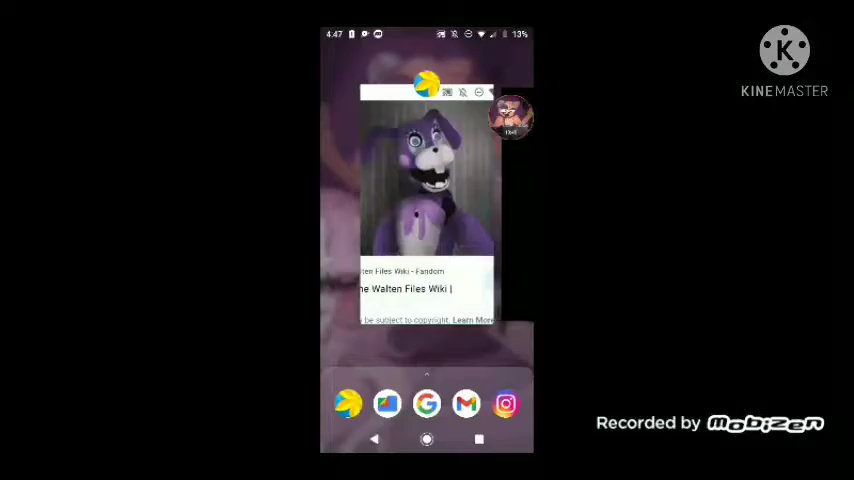 4:47
13%
KINEMASTER
lten Files Wiki - Fandom
he Walten Files Wiki |
y be subject to copyright. Learn More
Recorded by mobizen